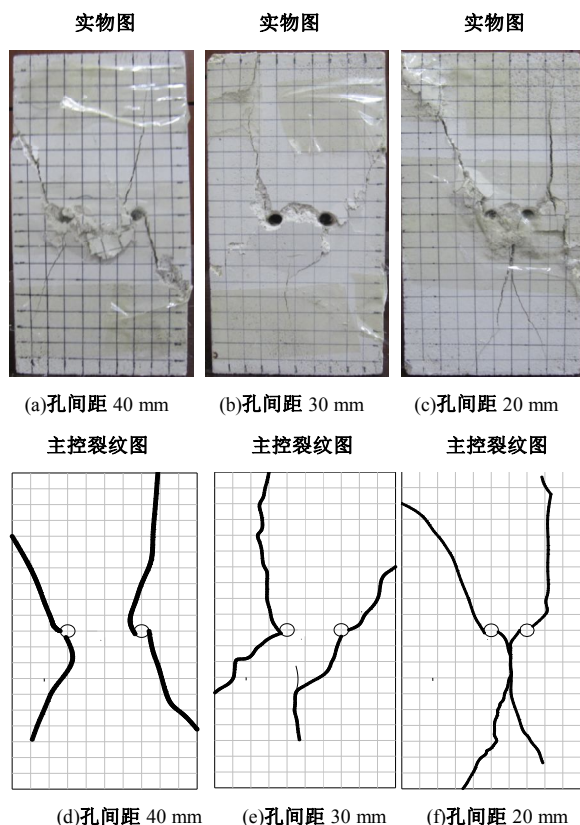 实物图 实物图 实物图
(a)孔间距 40 mm (b)孔间距 30 mm (c)孔间距 20 mm
主控裂纹图 主控裂纹图 主控裂纹图
(d)孔间距 40 mm (e)孔间距 30 mm (f)孔间距 20 mm